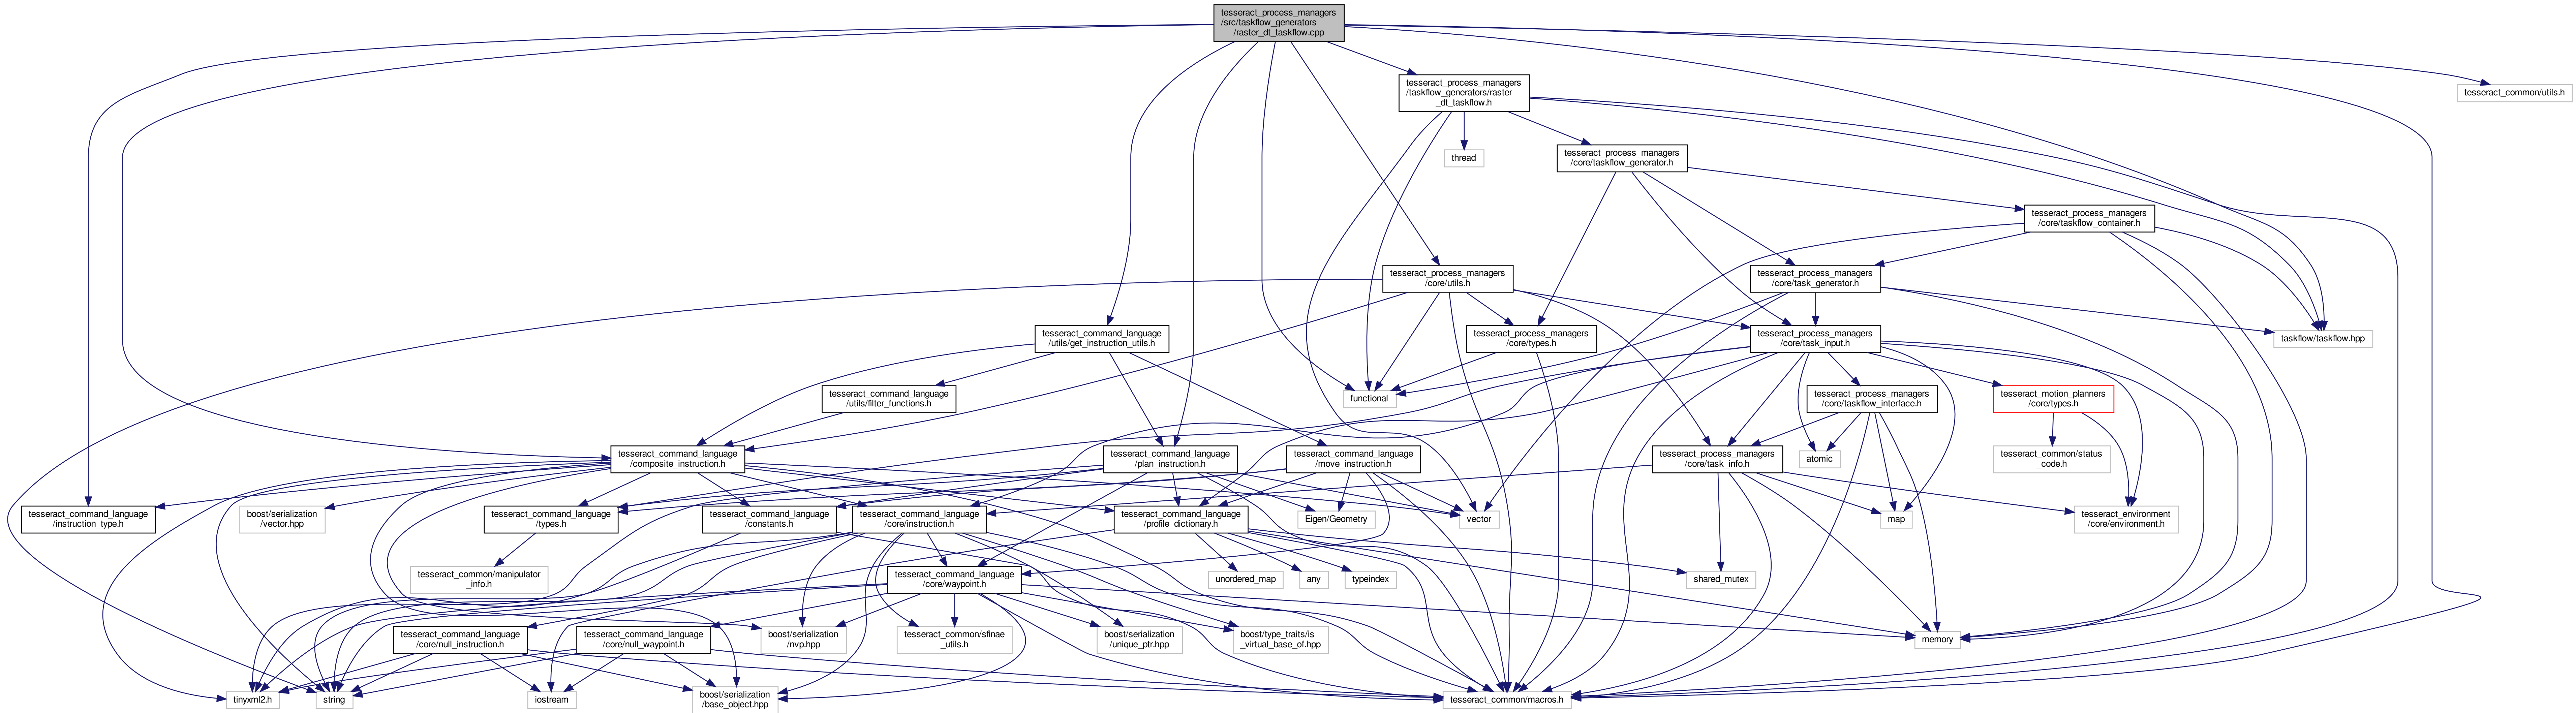 tesseract_process_managers
/src/taskflow_generators
/raster_dt_taskflow.cpp
tesseract_process_managers
/taskflow_generators/raster
_dt_taskflow.h
tesseract_common/utils.h
thread
tesseract_process_managers
/core/taskflow_generator.h
tesseract_process_managers
/core/taskflow_container.h
tesseract_process_managers
/core/utils.h
tesseract_process_managers
/core/task_generator.h
tesseract_command_language
/utils/get_instruction_utils.h
tesseract_process_managers
/core/types.h
tesseract_process_managers
/core/task_input.h
taskflow/taskflow.hpp
tesseract_command_language
/utils/filter_functions.h
functional
tesseract_process_managers
/core/taskflow_interface.h
tesseract_motion_planners
/core/types.h
tesseract_command_language
/composite_instruction.h
tesseract_command_language
/plan_instruction.h
tesseract_command_language
/move_instruction.h
tesseract_process_managers
/core/task_info.h
atomic
tesseract_common/status
_code.h
tesseract_command_language
/instruction_type.h
boost/serialization
/vector.hpp
tesseract_command_language
/types.h
tesseract_command_language
/constants.h
tesseract_command_language
/core/instruction.h
tesseract_command_language
/profile_dictionary.h
Eigen/Geometry
vector
map
tesseract_environment
/core/environment.h
tesseract_common/manipulator
_info.h
tesseract_command_language
/core/waypoint.h
unordered_map
any
typeindex
shared_mutex
tesseract_command_language
/core/null_instruction.h
tesseract_command_language
/core/null_waypoint.h
boost/serialization
/nvp.hpp
tesseract_common/sfinae
_utils.h
boost/serialization
/unique_ptr.hpp
boost/type_traits/is
_virtual_base_of.hpp
memory
tinyxml2.h
string
iostream
boost/serialization
/base_object.hpp
tesseract_common/macros.h